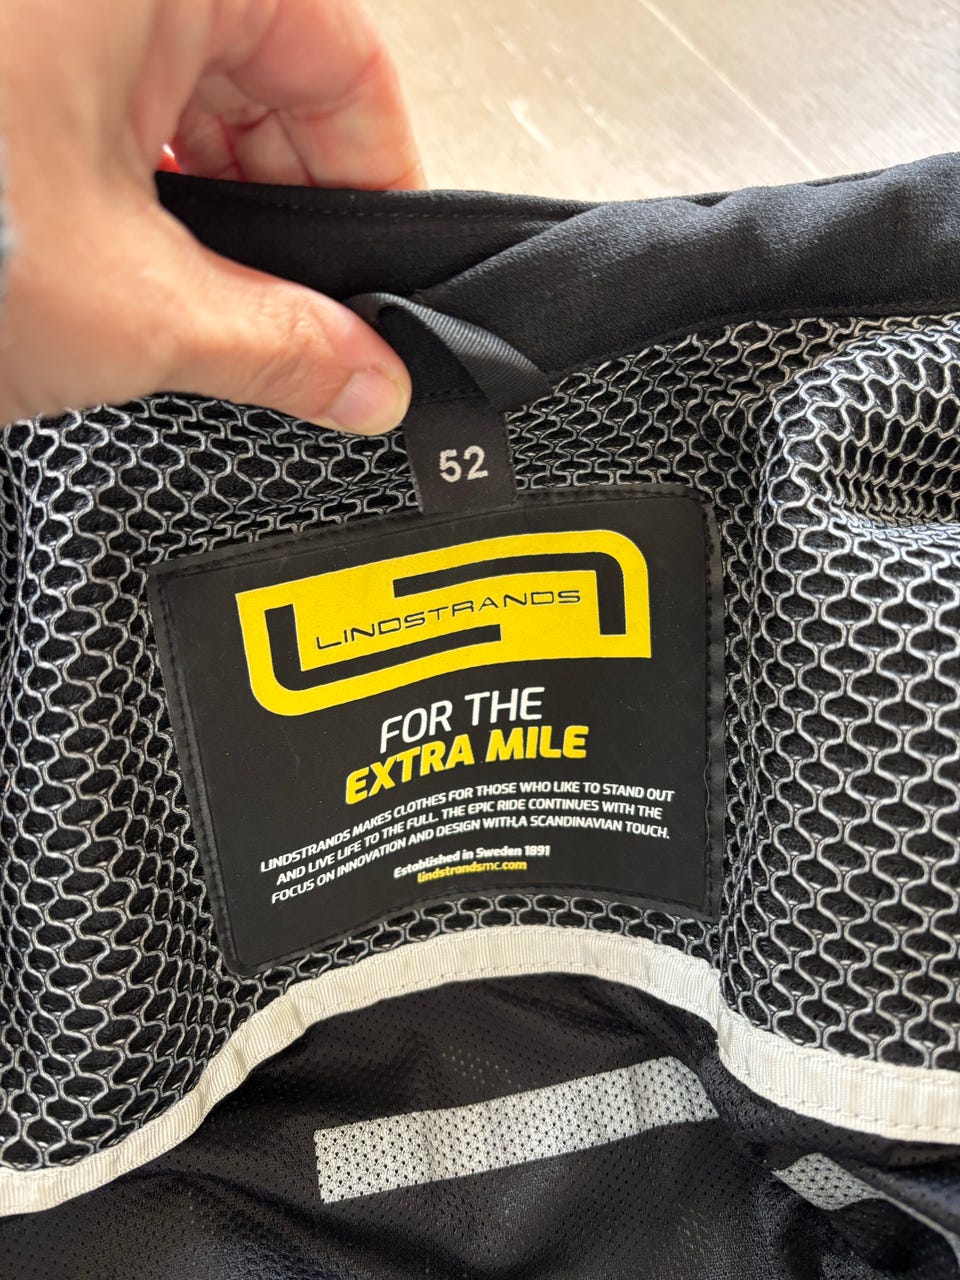 52
LINDSTRANDS
FOR THE
EXTRA MILE
LINDSTRANDS MAKES CLOTHES FOR THOSE WHO LIKE TO STAND OUT
AND LIVE LIFE TO THE FULL. THE EPIC RIDE CONTINUES WITH THE
FOCUS ON INNOVATION AND DESIGN WITH A SCANDINAVIAN TOUCH.
Established in Sweden 1891
lindstrandsmc.com